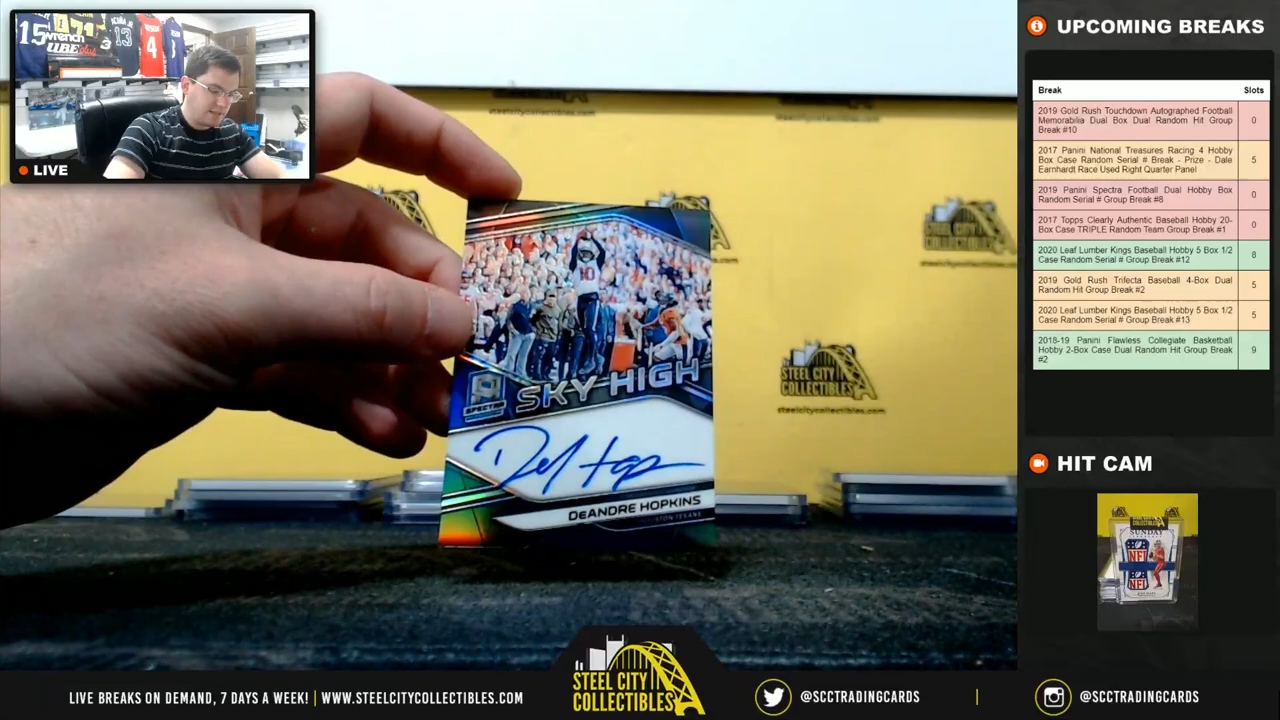 LIVE
SKY HIGH
SPECTRA
DEANDRE HOPKINS
STEEL CITY
COLLECTIBLES
steelcitycollectibles.com
steelcitycollectibles.com
UPCOMING BREAKS
Break Slots
2019 Gold Rush Touchdown Autographed Football
Memorabilia Dual Box Dual Random Hit Group
Break #10
0
2017 Panini National Treasures Racing 4 Hobby
Box Case Random Serial # Break - Prize - Dale
Earnhardt Race Used Right Quarter Panel
5
2019 Panini Spectra Football Dual Hobby Box
Random Serial # Group Break #8
0
2017 Topps Clearly Authentic Baseball Hobby 20-
Box Case TRIPLE Random Team Group Break #1
0
2020 Leaf Lumber Kings Baseball Hobby 5 Box 1/2
Case Random Serial # Group Break #12
8
2019 Gold Rush Trifecta Baseball 4-Box Dual
Random Hit Group Break #2
5
2020 Leaf Lumber Kings Baseball Hobby 5 Box 1/2
Case Random Serial # Group Break #13
5
2018-19 Panini Flawless Collegiate Basketball
Hobby 2-Box Case Dual Random Hit Group Break
#2
9
HIT CAM
SUNDAY
NFL
NFL
LIVE BREAKS ON DEMAND, 7 DAYS A WEEK! | WWW.STEELCITYCOLLECTIBLES.COM
STEEL CITY
COLLECTIBLES
@SCCTRADINGCARDS
@SCCTRADINGCARDS